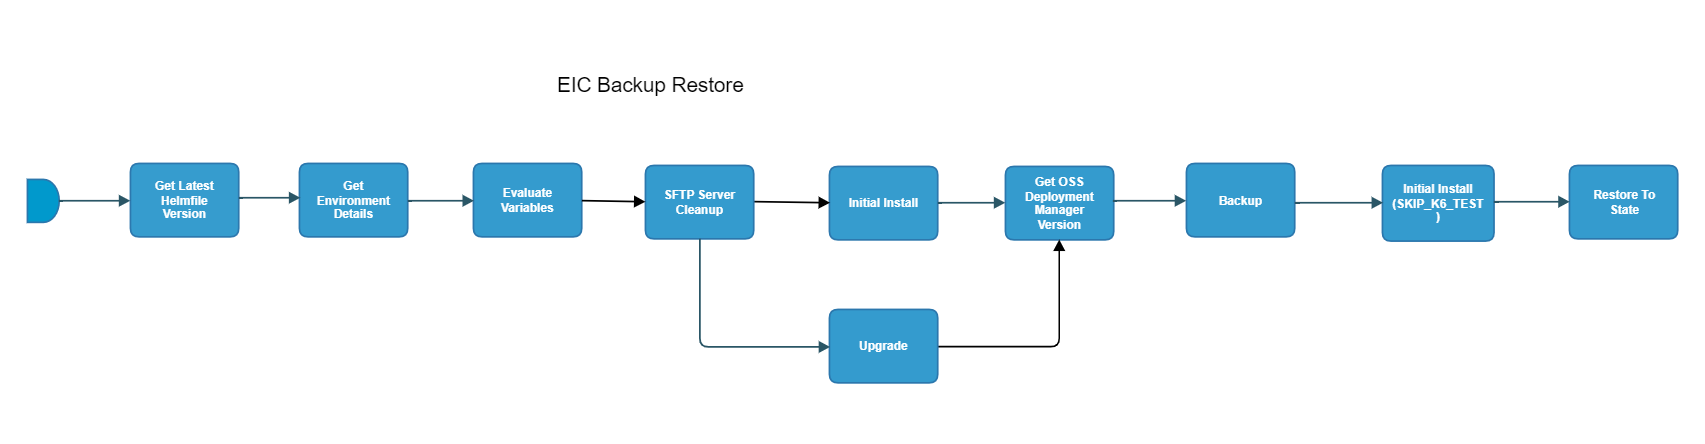 EIC Backup Restore
Get Latest
Helmfile
Version
Get
Environment
Details
Evaluate
Variables
SFTP Server
Cleanup
Initial Install
Get OSS
Deployment
Manager
Version
Backup
Initial Install
(SKIP_K6_TEST
)
Restore To
State
Upgrade